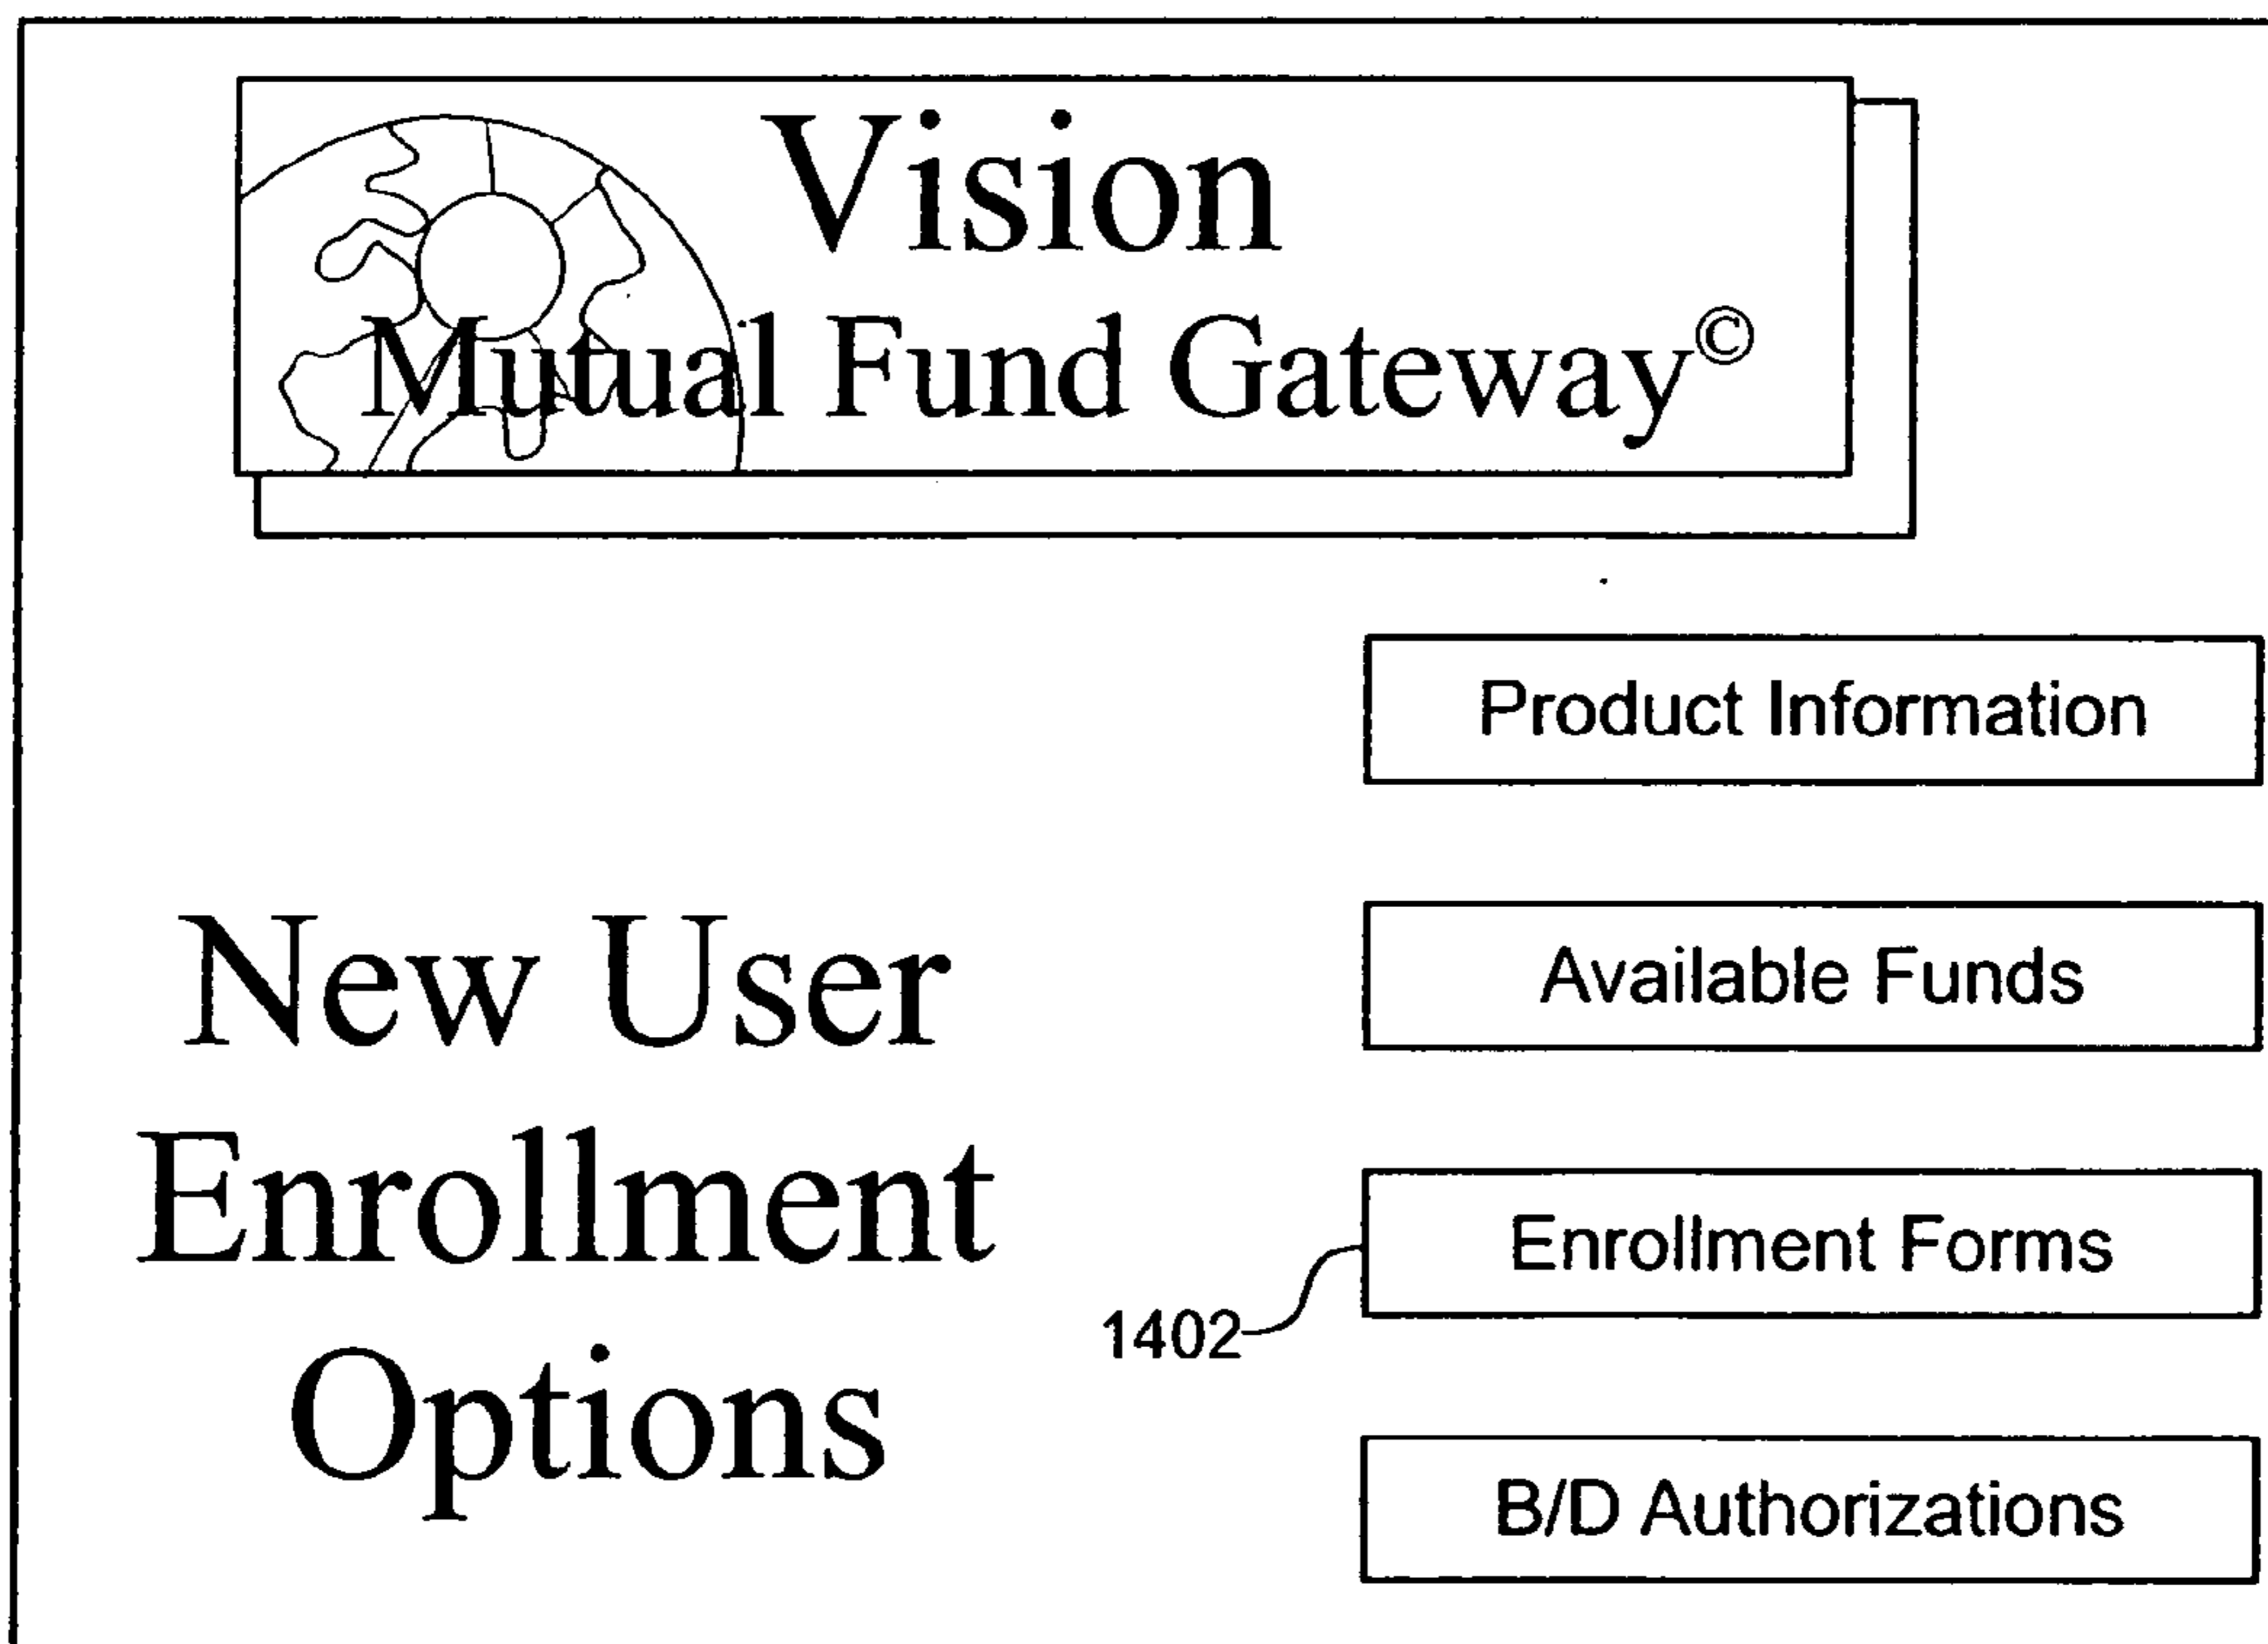 Vision
Mutual Fund Gateway©
Product Information
New User
Enrollment
Options
Available Funds
Enrollment Forms
1402
B/D Authorizations